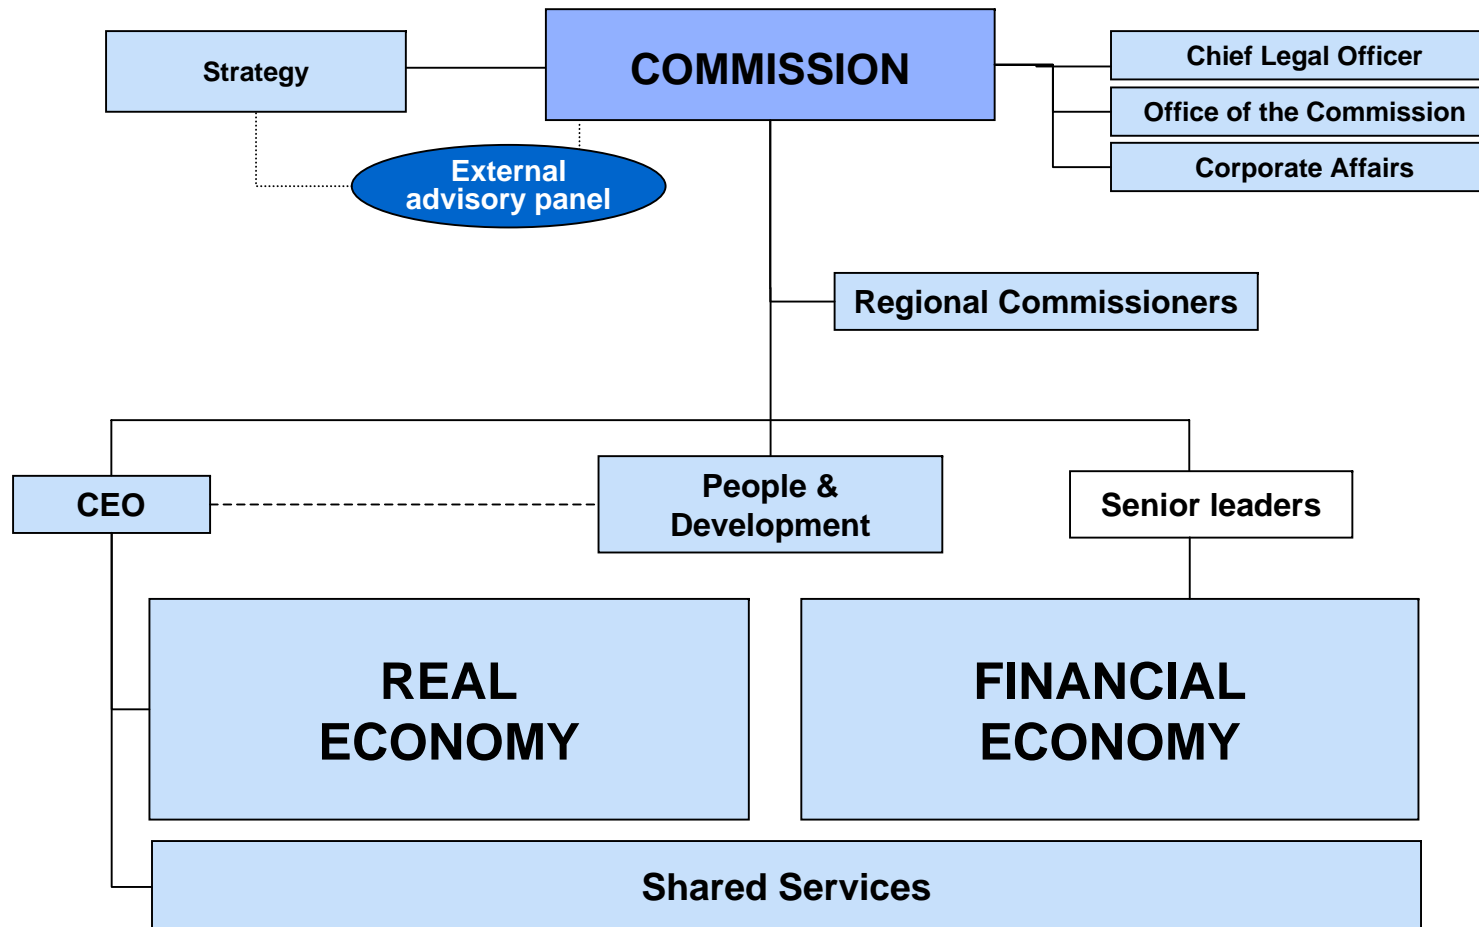 Strategy
COMMISSION
Chief Legal Officer
Office of the Commission
Corporate Affairs
External
advisory panel
Regional Commissioners
CEO
People &
Development
Senior leaders
REAL
ECONOMY
FINANCIAL
ECONOMY
Shared Services